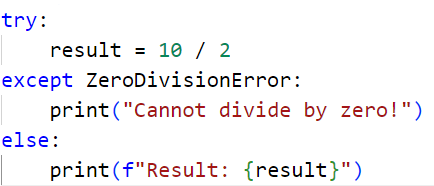 try:
    result = 10 / 2
except ZeroDivisionError:
    print("Cannot divide by zero!")
else:
    print(f"Result: {result}")